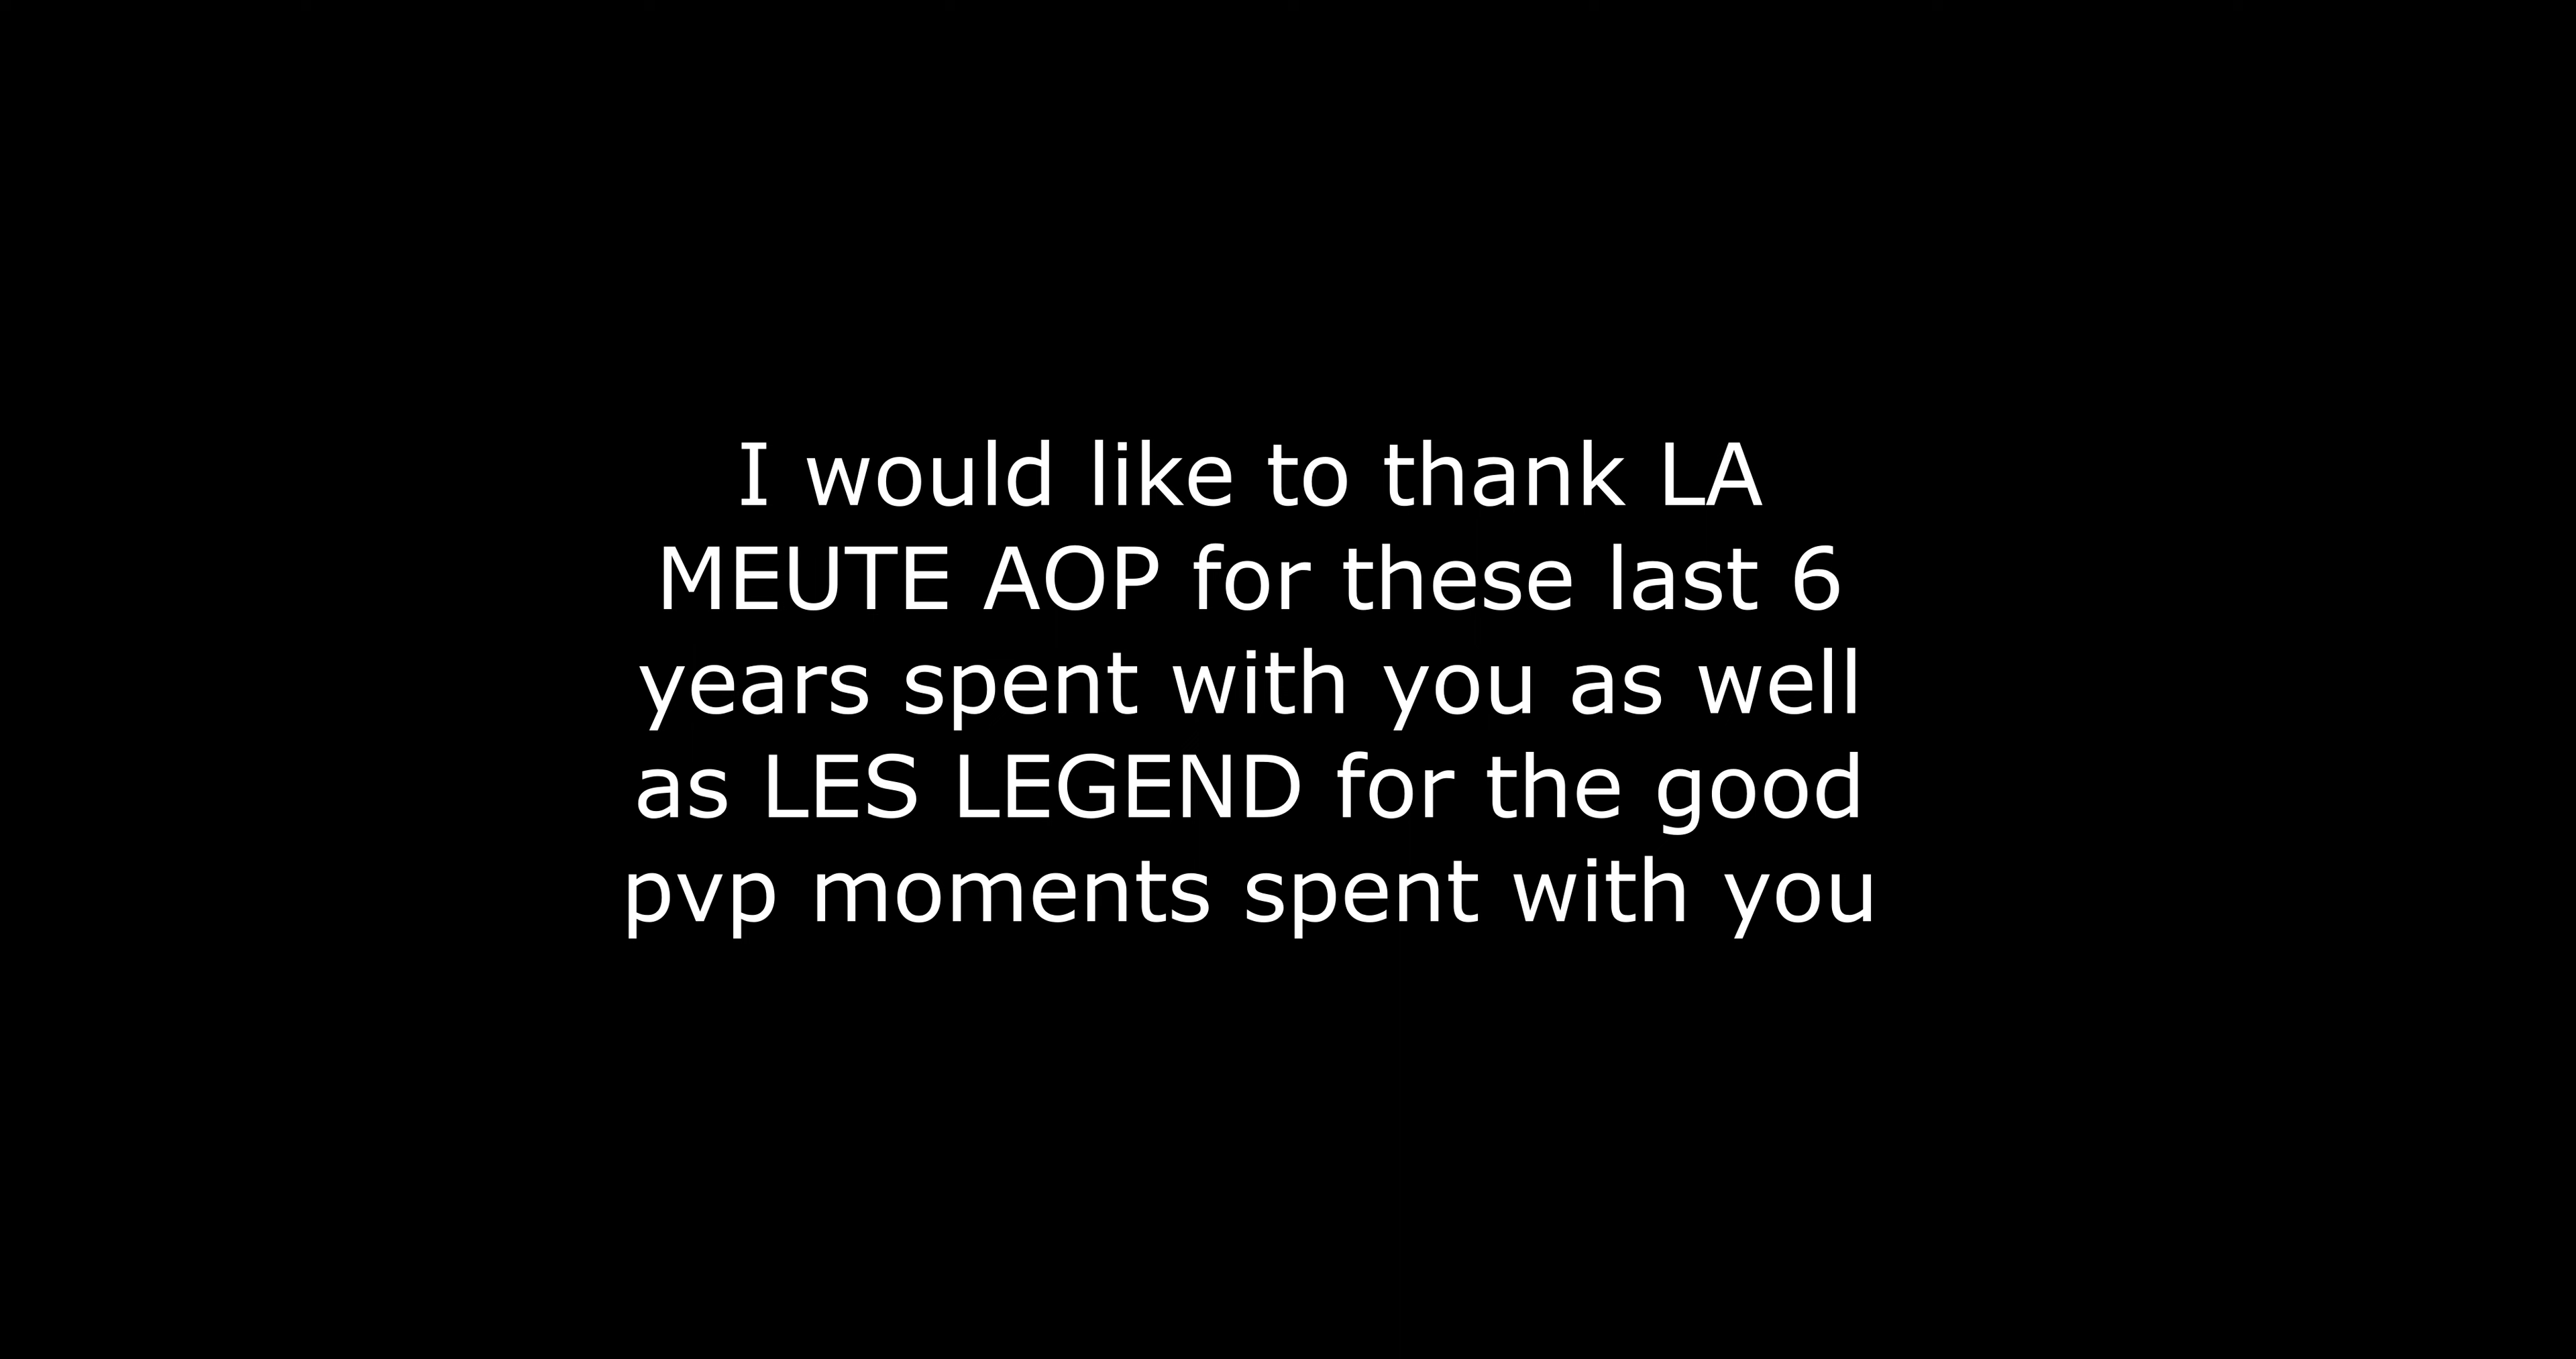 I would like to thank LA
MEUTE AOP for these last 6
years spent with you as well
as LES LEGEND for the good
pvp moments spent with you